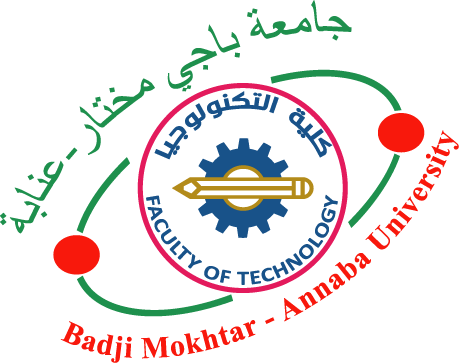 جامعة باجي مختار-عنابة
كلية التكنولوجيا
FACULTY OF TECHNOLOGY
Badji Mokhtar - Annaba University